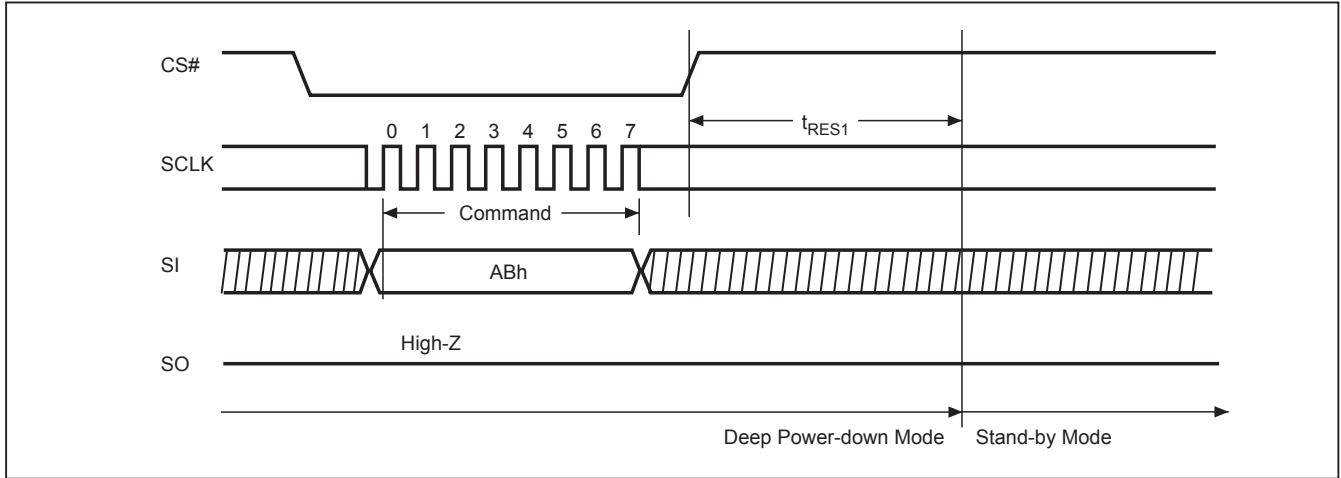 CS#
tRES1
0 1 2 3 4 5 6 7
SCLK
Command
SI
ABh
High-Z
SO
Deep Power-down Mode Stand-by Mode